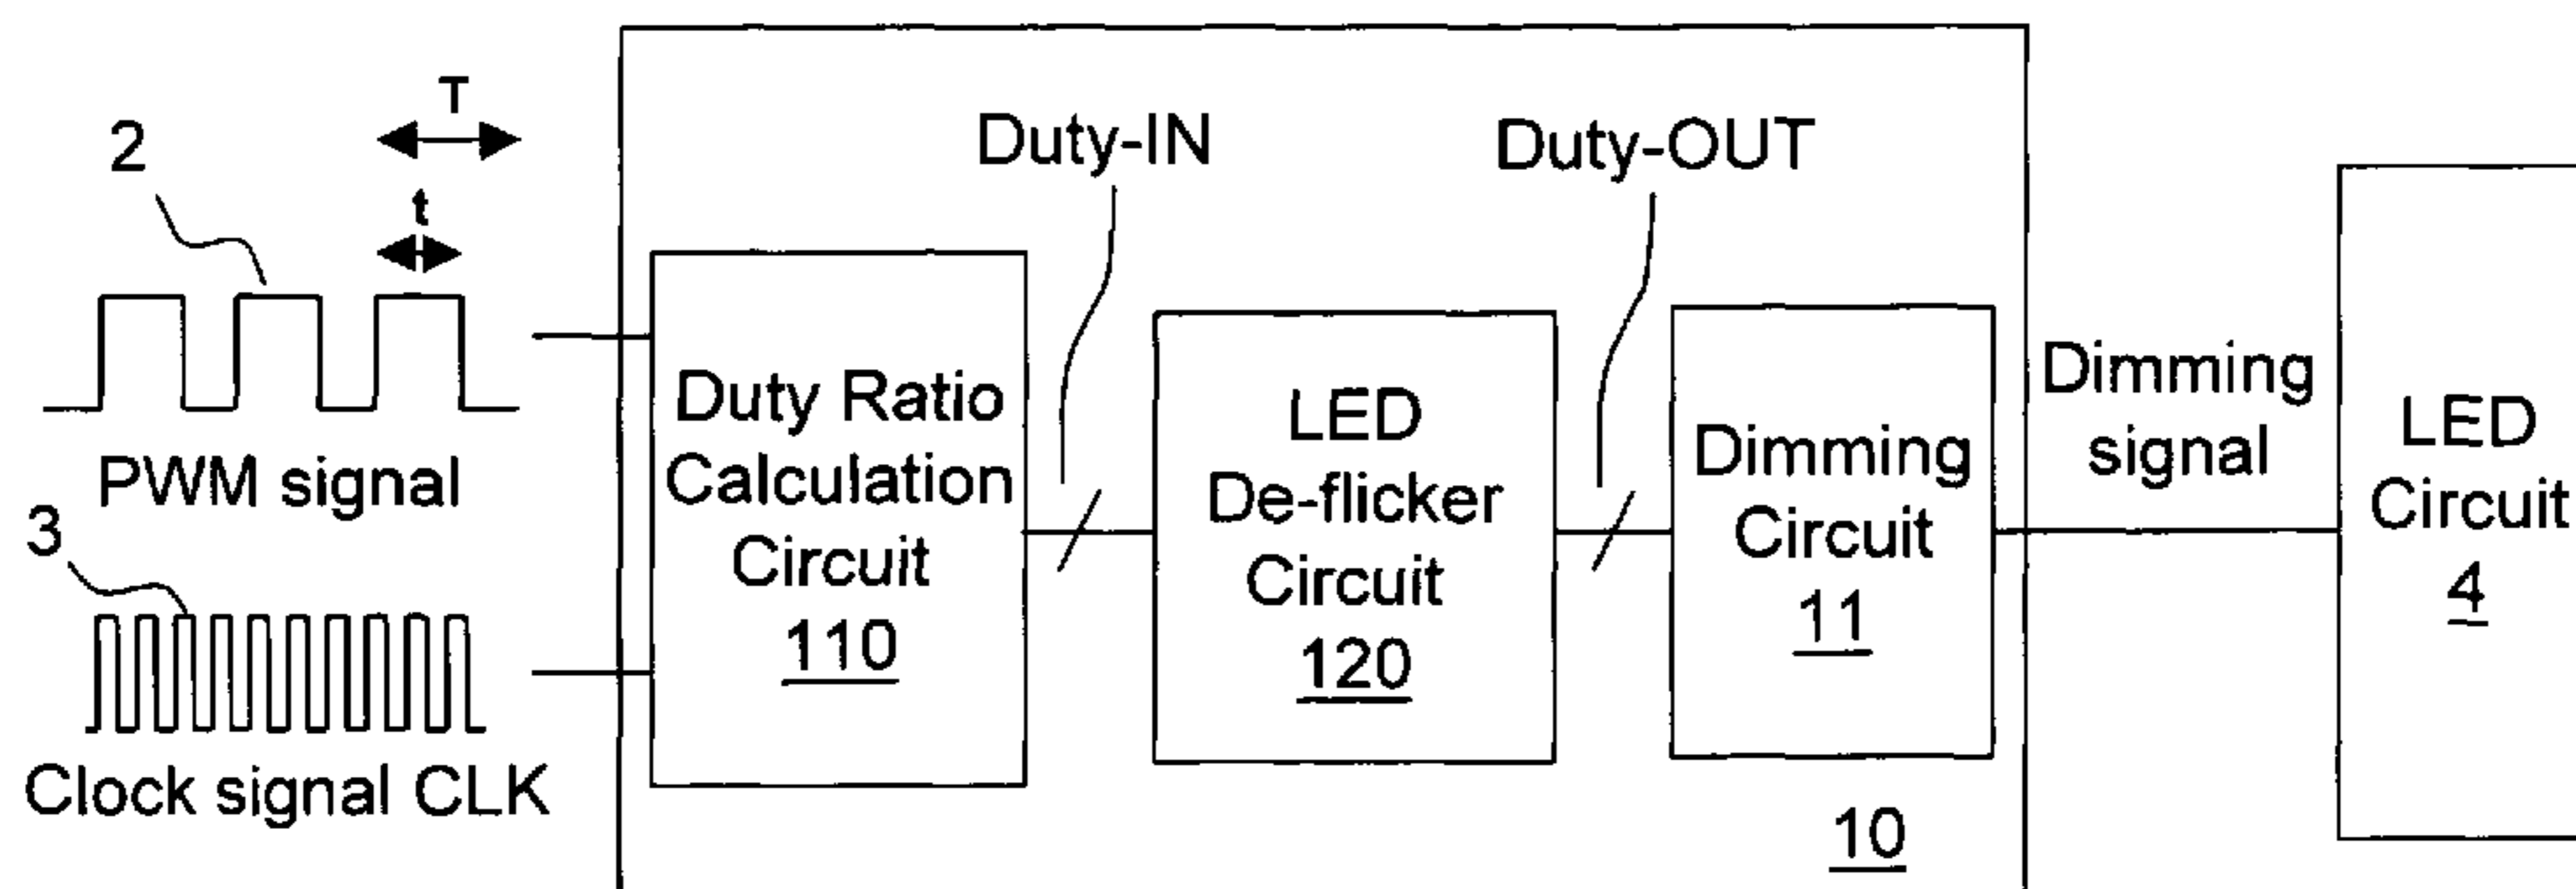 T
2
t
PWM signal
3
Clock signal CLK
Duty-IN
Duty-OUT
Duty Ratio
Calculation
Circuit
110
LED
De-flicker
Circuit
120
Dimming
Circuit
11
10
Dimming
signal
LED
Circuit
4